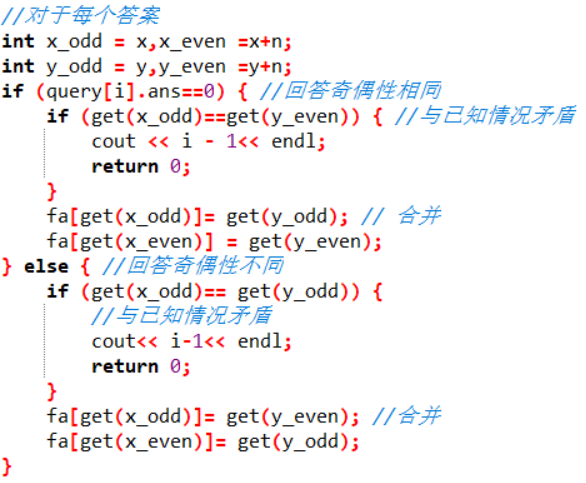 //对于每个答案
int x_odd = x,x_even =x+n;
int y_odd = y,y_even =y+n;
if (query[i].ans==0) { //回答奇偶性相同
if (get(x_odd)==get(y_even)) { //与已知情况矛盾
cout << i - 1<< endl;
return 0;
}
fa[get(x_odd)]= get(y_odd); // 合并
fa[get(x_even)] = get(y_even);
} else { //回答奇偶性不同
if (get(x_odd)== get(y_odd)) {
//与已知情况矛盾
cout<< i-1<< endl;
return 0;
}
fa[get(x_odd)]= get(y_even); //合并
fa[get(x_even)]= get(y_odd);
}